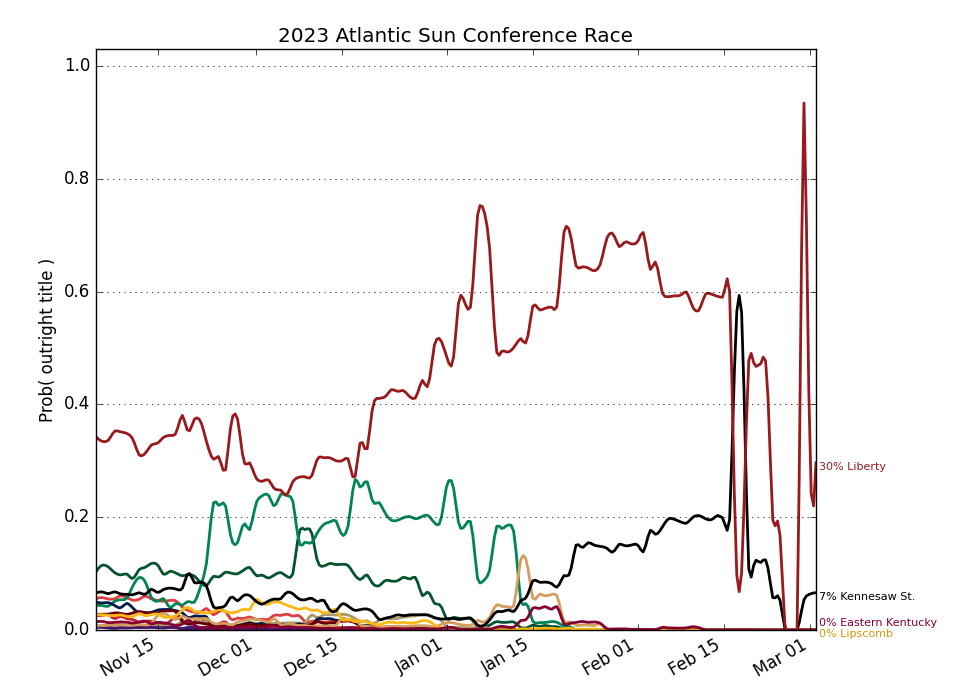 2023 Atlantic Sun Conference Race
Prob( outright title )
1.0
0.8
0.6
0.4
0.2
0.0
Nov 15
Dec 01
Dec 15
Jan 01
Jan 15
Feb 01
Feb 15
Mar 01
30% Liberty
7% Kennesaw St.
0% Eastern Kentucky
0% Lipscomb